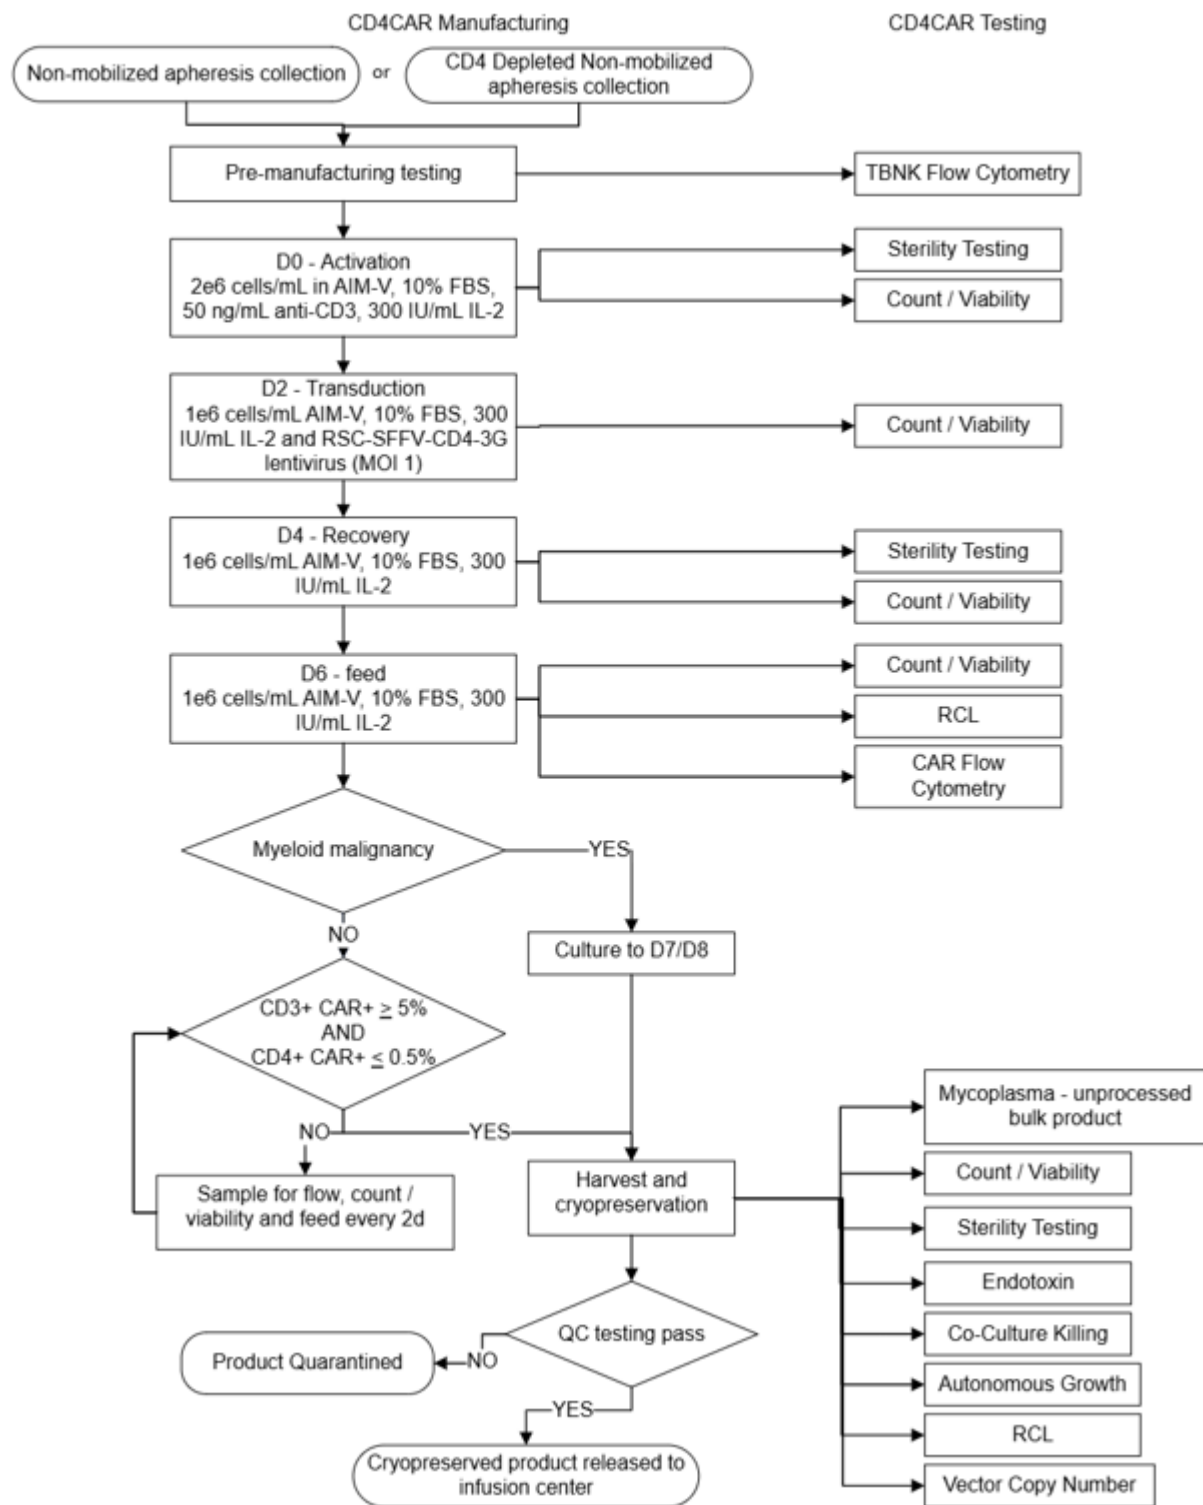 CD4CAR Manufacturing
CD4CAR Testing
Non-mobilized apheresis collection
or
CD4 Depleted Non-mobilized
apheresis collection
Pre-manufacturing testing
TBNK Flow Cytometry
D0 - Activation
2e6 cells/mL in AIM-V, 10% FBS,
50 ng/mL anti-CD3, 300 IU/mL IL-2
Sterility Testing
Count / Viability
D2 - Transduction
1e6 cells/mL AIM-V, 10% FBS, 300
IU/mL IL-2 and RSC-SFFV-CD4-3G
lentivirus (MOI 1)
Count / Viability
D4 - Recovery
1e6 cells/mL AIM-V, 10% FBS, 300
IU/mL IL-2
Sterility Testing
Count / Viability
D6 - feed
1e6 cells/mL AIM-V, 10% FBS, 300
IU/mL IL-2
Count / Viability
RCL
CAR Flow
Cytometry
Myeloid malignancy
YES
NO
Culture to D7/D8
CD3+ CAR+ ≥ 5%
AND
CD4+ CAR+ ≤ 0.5%
NO
YES
Sample for flow, count /
viability and feed every 2d
Harvest and
cryopreservation
Mycoplasma - unprocessed
bulk product
Count / Viability
Sterility Testing
Endotoxin
Co-Culture Killing
Autonomous Growth
RCL
Vector Copy Number
QC testing pass
NO
Product Quarantined
YES
Cryopreserved product released to
infusion center